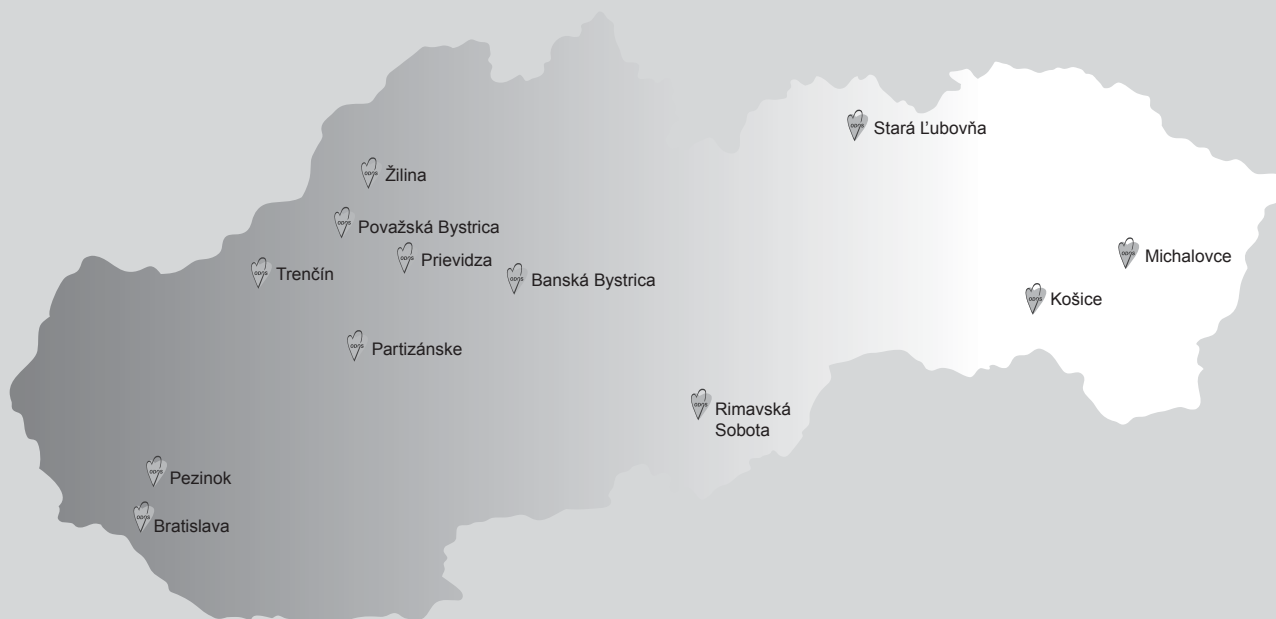 Stará Ľubovňa
Žilina
Považská Bystrica
Prievidza
Trenčín
Banská Bystrica
Michalovce
Košice
Partizánske
Rimavská
Sobota
Pezinok
Bratislava